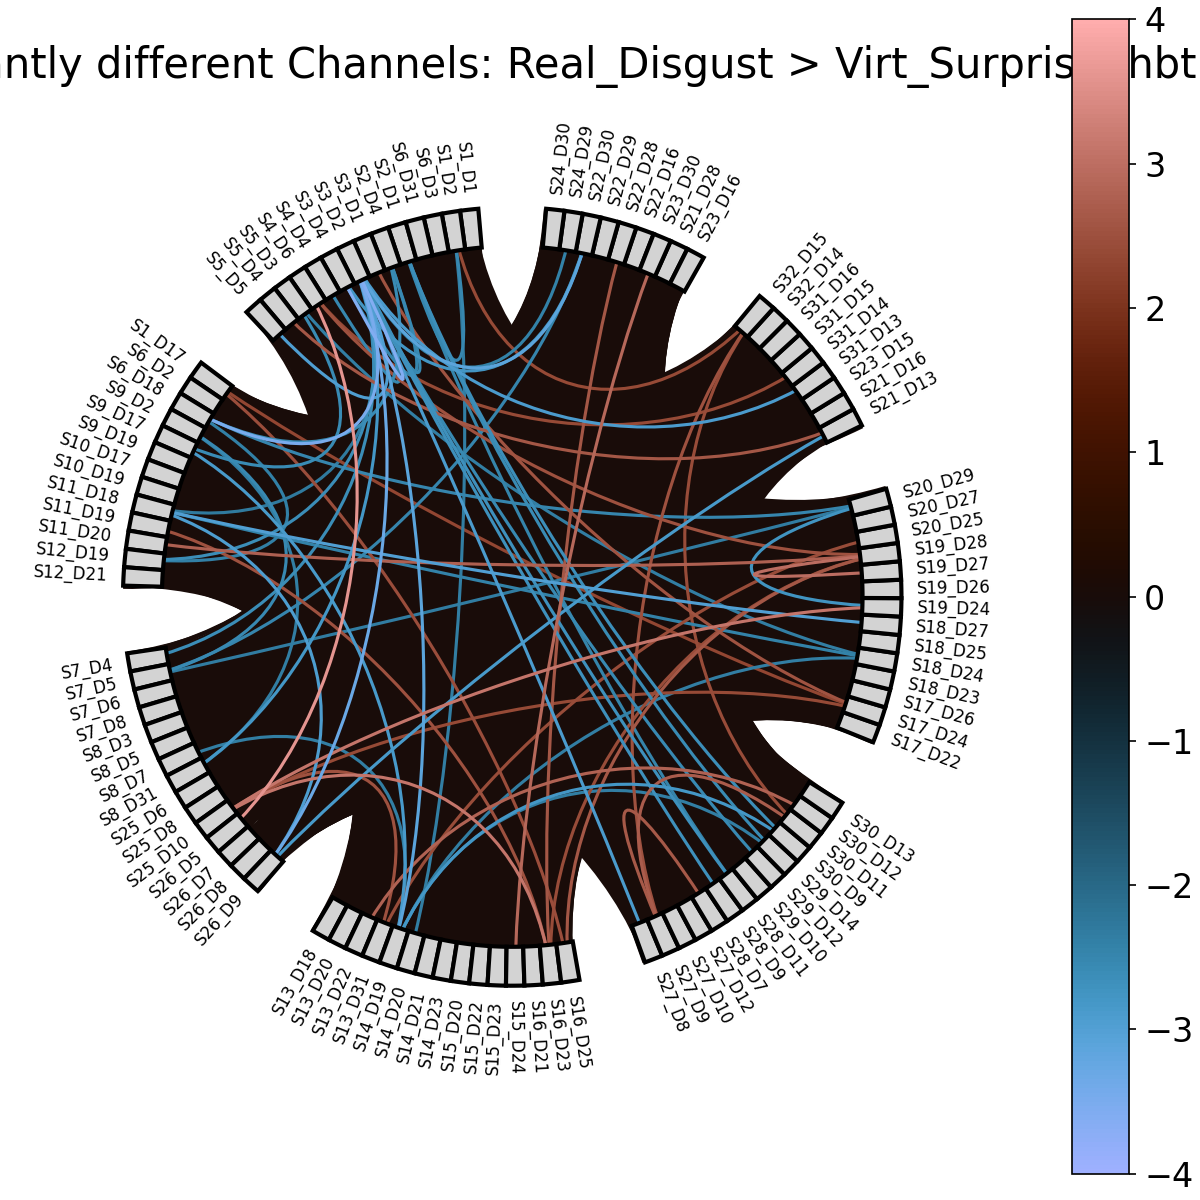 ntly different Channels: Real_Disgust > Virt_Surpris hbt
4
3
2
1
0
−1
−2
−3
−4
S1_D1
S1_D2
S6_D3
S6_D31
S2_D1
S2_D4
S3_D1
S3_D2
S3_D4
S4_D4
S4_D6
S5_D3
S5_D4
S5_D5
S1_D17
S6_D2
S6_D18
S9_D2
S9_D17
S9_D19
S10_D17
S10_D19
S11_D18
S11_D19
S11_D20
S12_D19
S12_D21
S7_D4
S7_D5
S7_D6
S7_D8
S8_D3
S8_D5
S8_D7
S8_D31
S25_D6
S25_D8
S25_D10
S26_D5
S26_D7
S26_D8
S26_D9
S13_D18
S13_D20
S13_D22
S13_D31
S14_D19
S14_D20
S14_D21
S14_D23
S15_D20
S15_D22
S15_D23
S15_D24
S16_D21
S16_D23
S16_D25
S27_D8
S27_D9
S27_D10
S27_D12
S28_D7
S28_D9
S28_D11
S29_D10
S29_D12
S29_D14
S30_D9
S30_D11
S30_D12
S30_D13
S17_D22
S17_D24
S17_D26
S18_D23
S18_D24
S18_D25
S18_D27
S19_D24
S19_D26
S19_D27
S19_D28
S20_D25
S20_D27
S20_D29
S21_D13
S21_D16
S23_D15
S31_D13
S31_D14
S31_D15
S31_D16
S32_D14
S32_D15
S23_D16
S21_D28
S23_D30
S22_D16
S22_D28
S22_D29
S22_D30
S24_D29
S24_D30